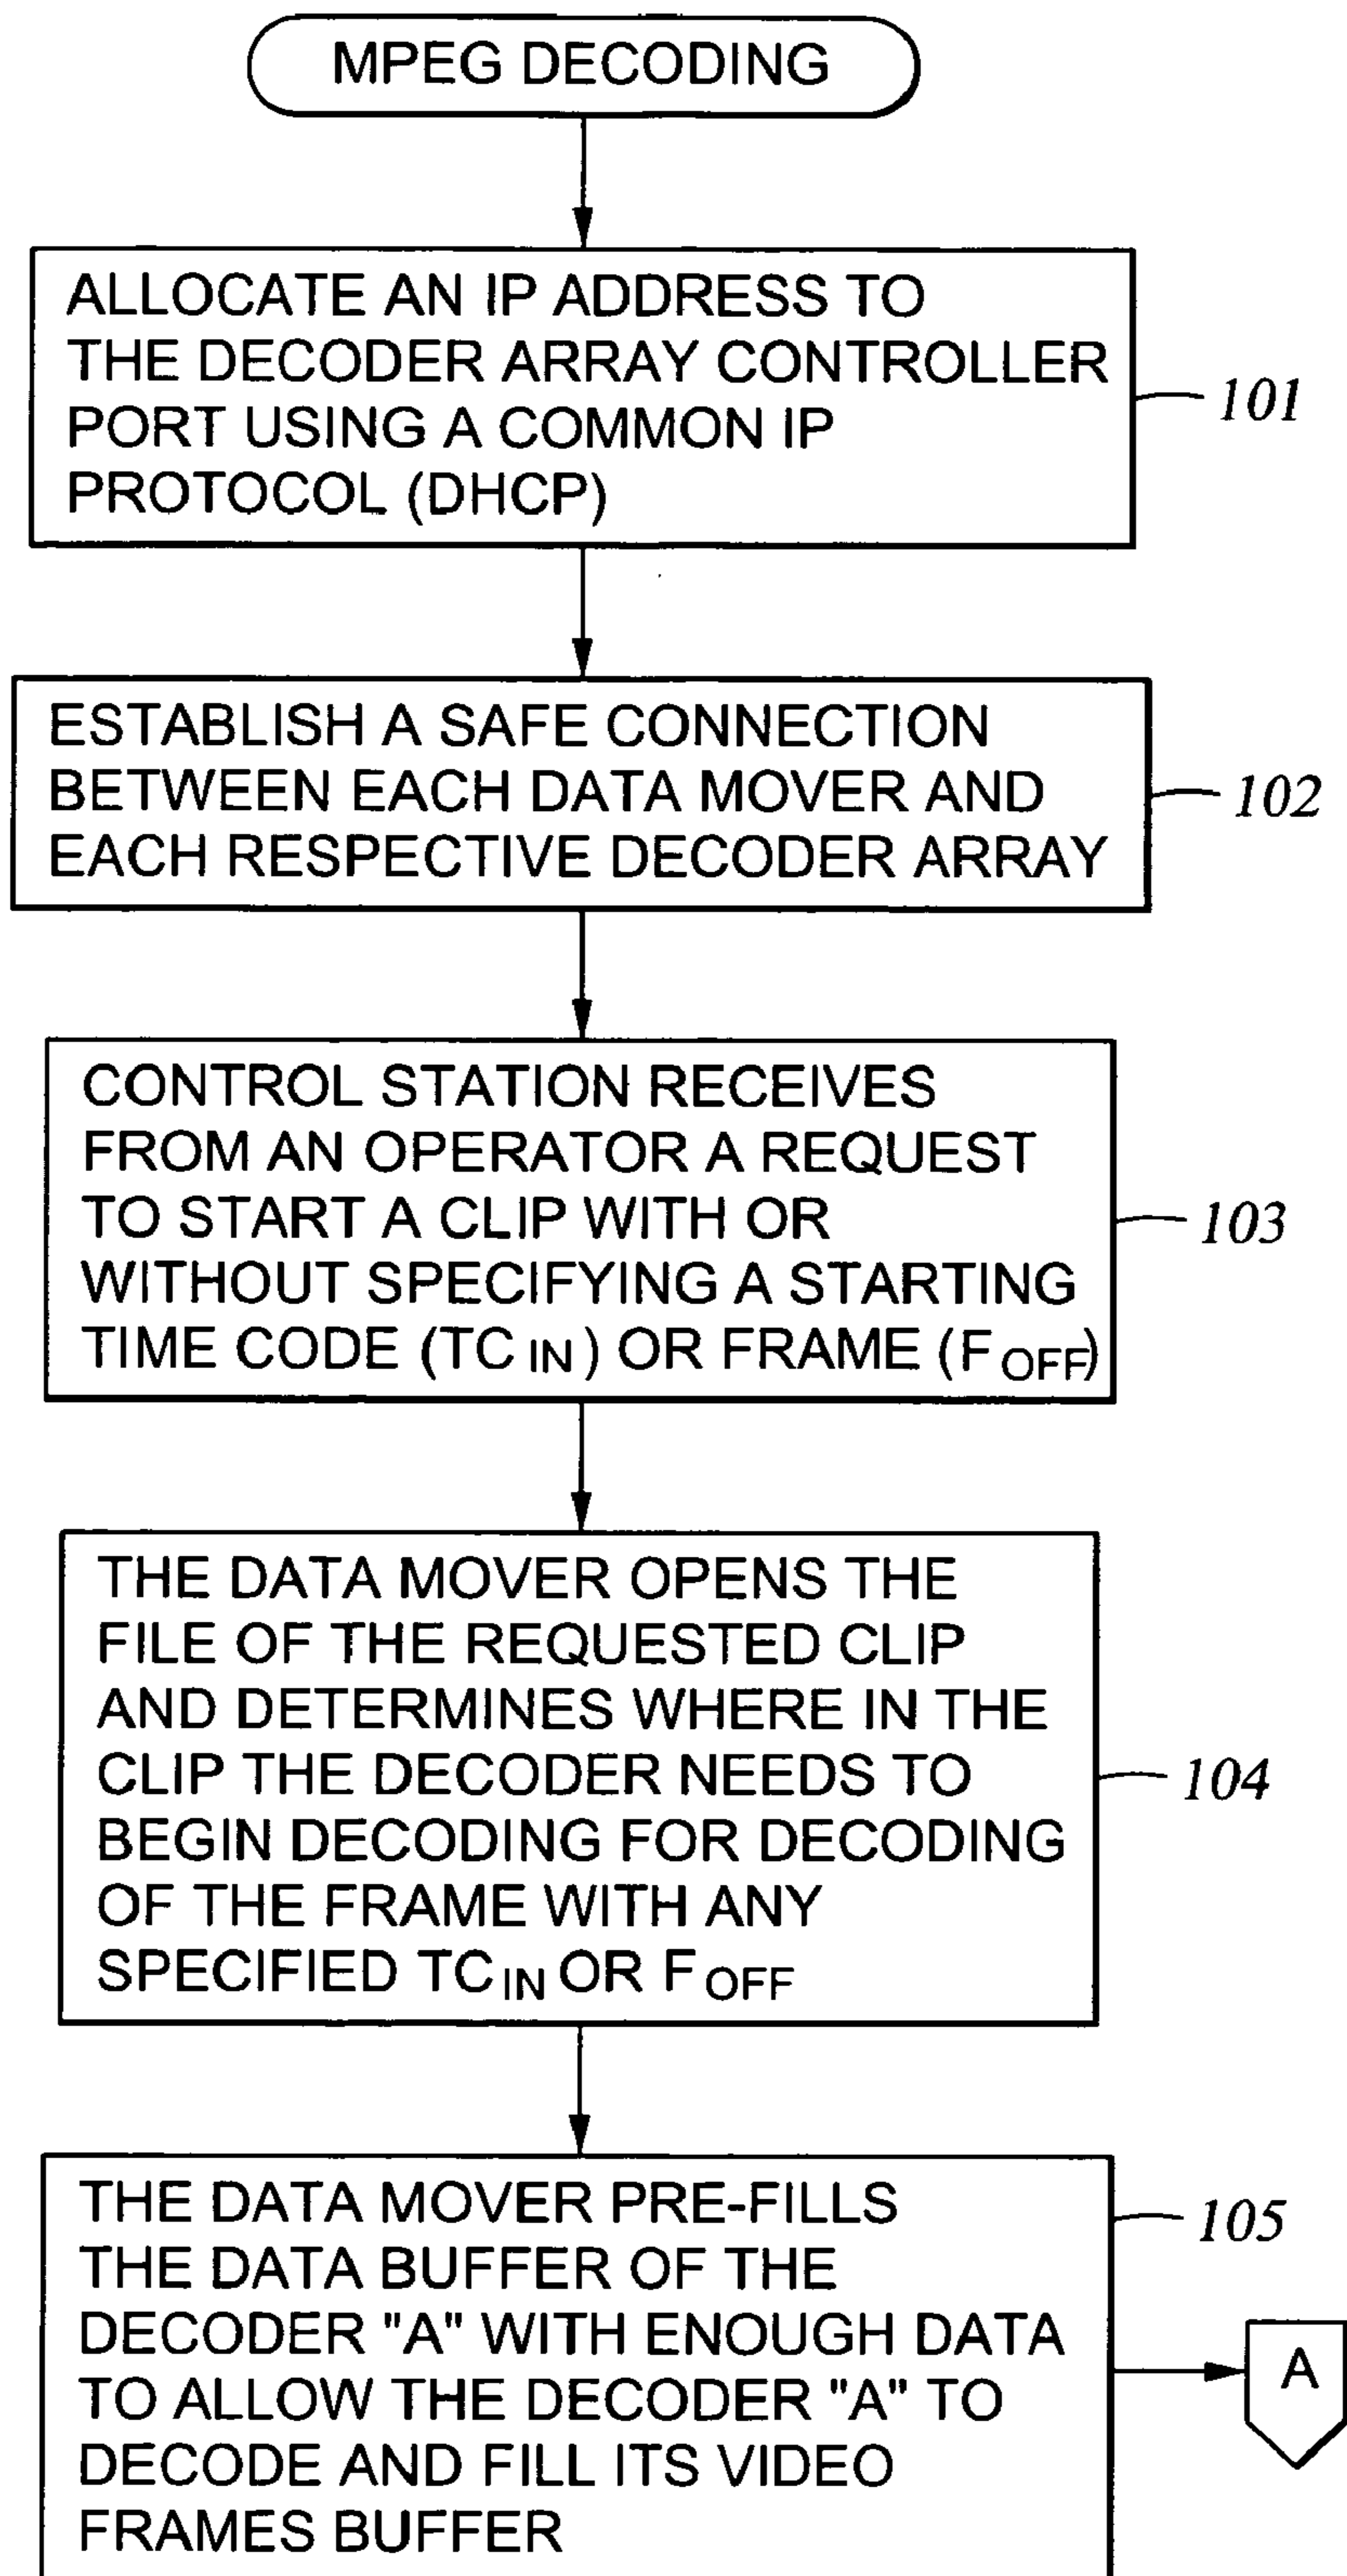 MPEG DECODING
ALLOCATE AN IP ADDRESS TO
THE DECODER ARRAY CONTROLLER
PORT USING A COMMON IP
PROTOCOL (DHCP)
101
ESTABLISH A SAFE CONNECTION
BETWEEN EACH DATA MOVER AND
EACH RESPECTIVE DECODER ARRAY
102
CONTROL STATION RECEIVES
FROM AN OPERATOR A REQUEST
TO START A CLIP WITH OR
WITHOUT SPECIFYING A STARTING
TIME CODE (TC IN) OR FRAME (F OFF)
103
THE DATA MOVER OPENS THE
FILE OF THE REQUESTED CLIP
AND DETERMINES WHERE IN THE
CLIP THE DECODER NEEDS TO
BEGIN DECODING FOR DECODING
OF THE FRAME WITH ANY
SPECIFIED TC IN OR F OFF
104
THE DATA MOVER PRE-FILLS
THE DATA BUFFER OF THE
DECODER "A" WITH ENOUGH DATA
TO ALLOW THE DECODER "A" TO
DECODE AND FILL ITS VIDEO
FRAMES BUFFER
105
A